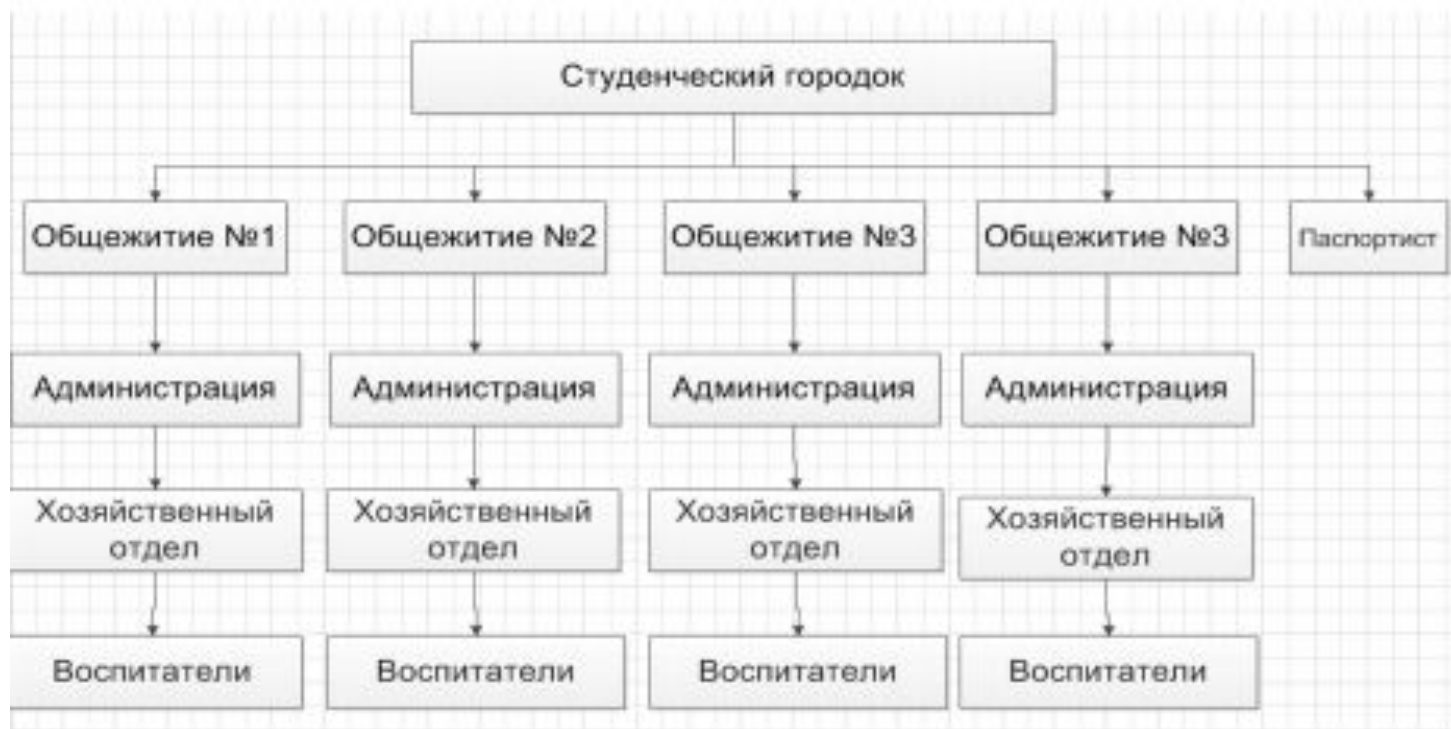 Студенческий городок
Общежитие №1
Общежитие №2
Общежитие №3
Общежитие №3
Паспортист
Администрация
Администрация
Администрация
Администрация
Хозяйственный
отдел
Хозяйственный
отдел
Хозяйственный
отдел
Хозяйственный
отдел
Воспитатели
Воспитатели
Воспитатели
Воспитатели